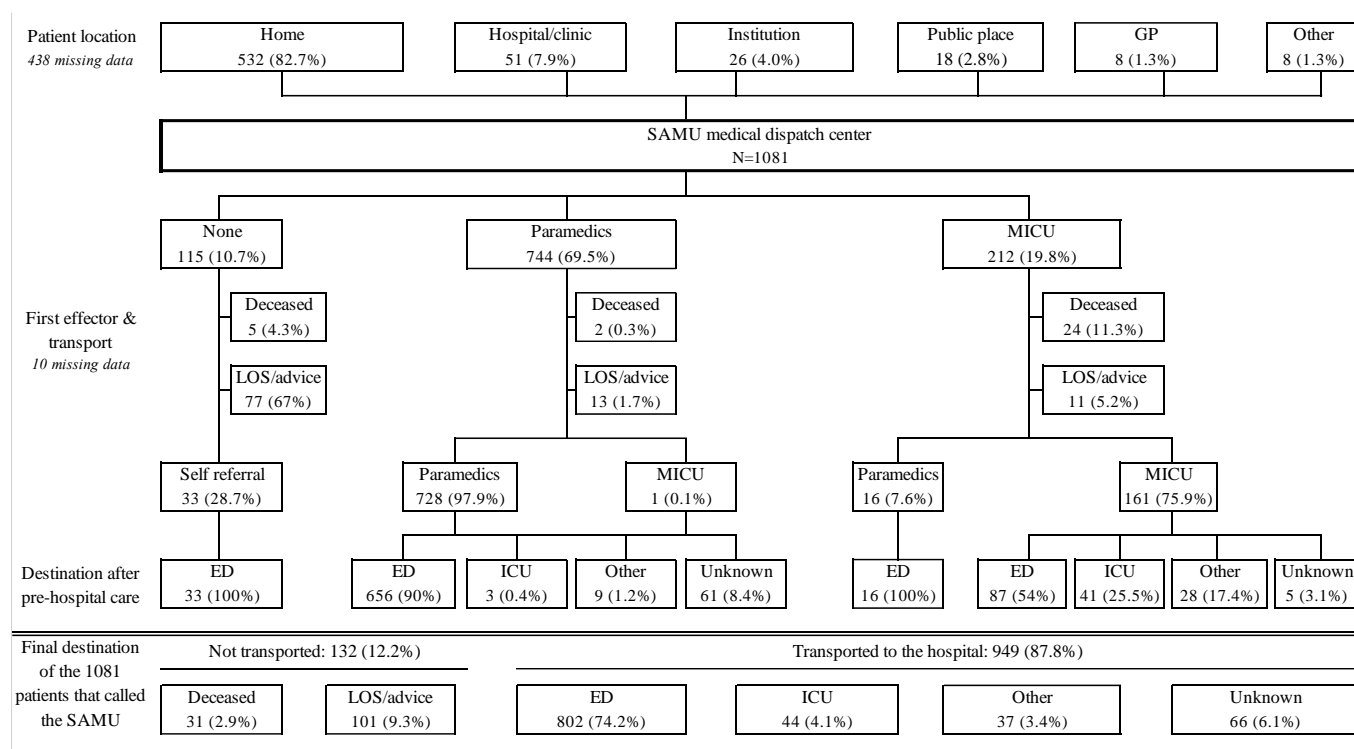 Patient location
438 missing data
Home
532 (82.7%)
Hospital/clinic
51 (7.9%)
Institution
26 (4.0%)
Public place
18 (2.8%)
GP
8 (1.3%)
Other
8 (1.3%)
SAMU medical dispatch center
N=1081
First effector &
transport
10 missing data
None
115 (10.7%)
Paramedics
744 (69.5%)
MICU
212 (19.8%)
Deceased
5 (4.3%)
Deceased
2 (0.3%)
Deceased
24 (11.3%)
LOS/advice
77 (67%)
LOS/advice
13 (1.7%)
LOS/advice
11 (5.2%)
Self referral
33 (28.7%)
Paramedics
728 (97.9%)
MICU
1 (0.1%)
Paramedics
16 (7.6%)
MICU
161 (75.9%)
Destination after
pre-hospital care
ED
33 (100%)
ED
656 (90%)
ICU
3 (0.4%)
Other
9 (1.2%)
Unknown
61 (8.4%)
ED
16 (100%)
ED
87 (54%)
ICU
41 (25.5%)
Other
28 (17.4%)
Unknown
5 (3.1%)
Final destination
of the 1081
patients that called
the SAMU
Not transported: 132 (12.2%)
Transported to the hospital: 949 (87.8%)
Deceased
31 (2.9%)
LOS/advice
101 (9.3%)
ED
802 (74.2%)
ICU
44 (4.1%)
Other
37 (3.4%)
Unknown
66 (6.1%)